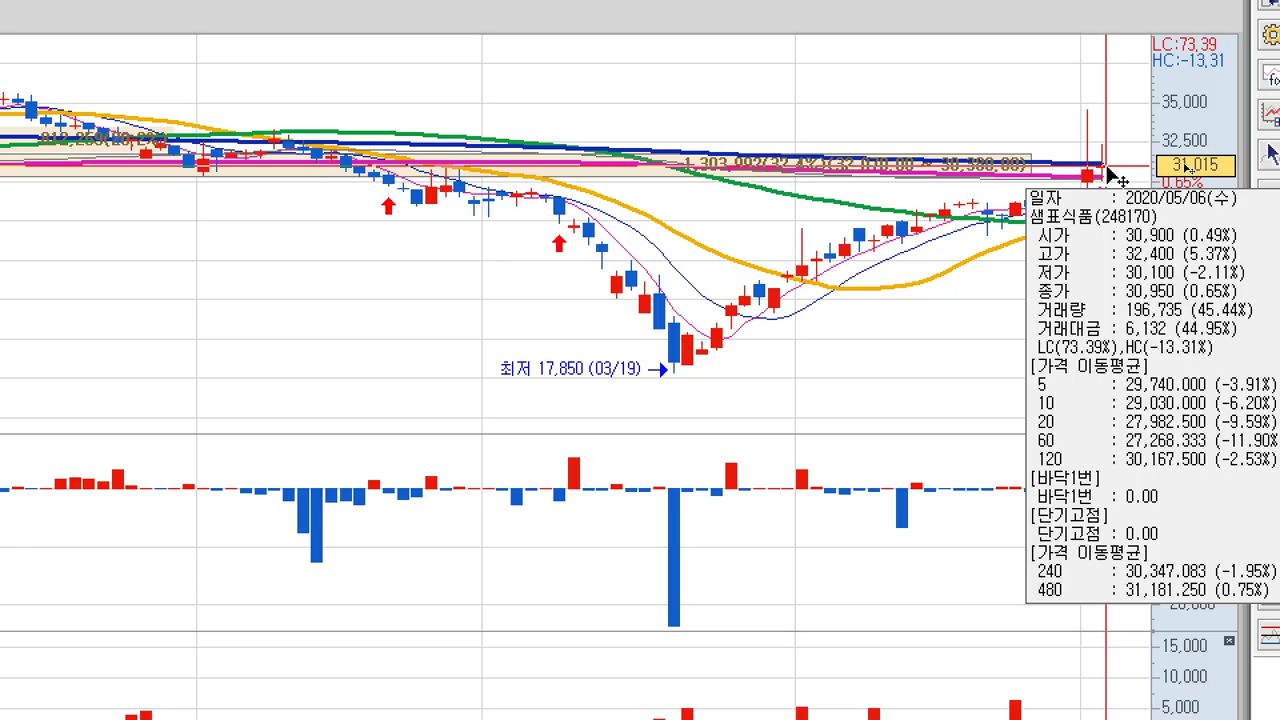 LC:73,39
HC:-13,31
35,000
32,500
31,015
0.65%
최저 17,850 (03/19)
일자 : 2020/05/06(수)
샘표식품(248170)
시가 : 30,900 (0.49%)
고가 : 32,400 (5.37%)
저가 : 30,100 (-2.11%)
종가 : 30,950 (0.65%)
거래량 : 196,735 (45.44%)
거래대금 : 6,132 (44.95%)
LC(73.39%),HC(-13.31%)
[가격 이동평균]
5 : 29,740.000 (-3.91%)
10 : 29,030.000 (-6.20%)
20 : 27,982.500 (-9.59%)
60 : 27,268.333 (-11.90%
120 : 30,167.500 (-2.53%)
[바닥1번]
바닥1번 : 0.00
[단기고점]
단기고점 : 0.00
[가격 이동평균]
240 : 30,347.083 (-1.95%)
480 : 31,181.250 (0.75%)
15,000
10,000
5,000